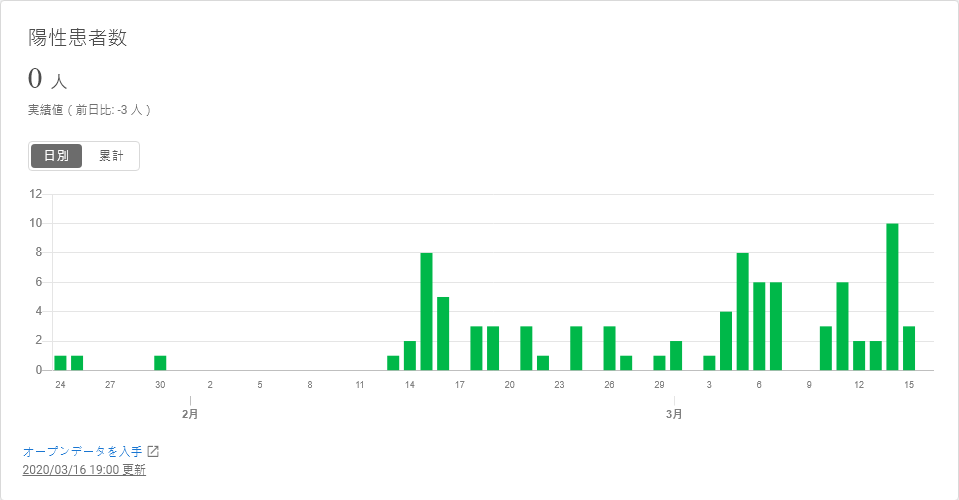 陽性患者数
0 人
実績値 ( 前日比: -3 人 )
日別 累計
12
10
8
6
4
2
0
24 27 30 2 5 8 11 14 17 20 23 26 29 3 6 9 12 15
2月 3月
オープンデータを入手
2020/03/16 19:00 更新